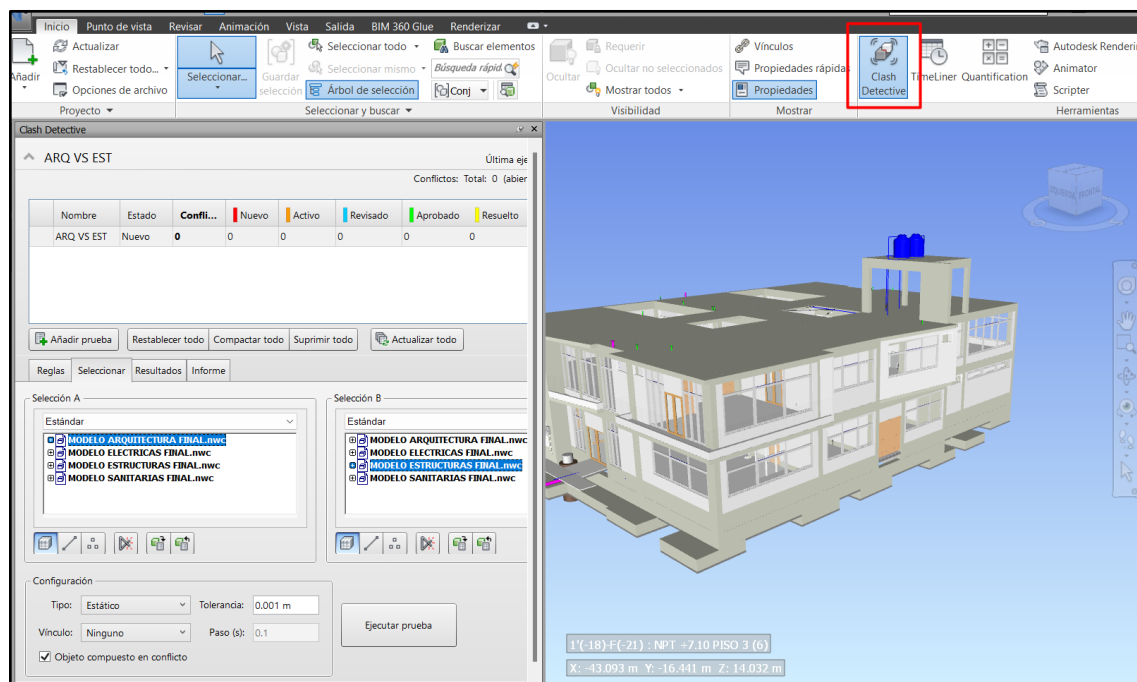 Inicio Punto de vista Revisar Animación Vista Salida BIM 360 Glue Renderizar
Actualizar Seleccionar todo Buscar elementos Requerir Vínculos Autodesk Renderi
Añadir Restablecer todo... Seleccionar... Guardar selección Seleccionar mismo Búsqueda rápid. Ocultar Ocultar no seleccionados Propiedades rápida Clash Detective TimeLiner Quantification Animator
Opciones de archivo Árbol de selección Conj Mostrar todos Propiedades Scripter
Proyecto Seleccionar y buscar Visibilidad Mostrar Herramientas
Clash Detective
ARQ VS EST Última eje
Conflictos: Total: 0 (abier
Nombre Estado Confli... Nuevo Activo Revisado Aprobado Resuelto
ARQ VS EST Nuevo 0 0 0 0 0 0
Añadir prueba Restablecer todo Compactar todo Suprimir todo Actualizar todo
Reglas Seleccionar Resultados Informe
Selección A
Estándar
MODELO ARQUITECTURA FINAL.nwc
MODELO ELECTRICAS FINAL.nwc
MODELO ESTRUCTURAS FINAL.nwc
MODELO SANITARIAS FINAL.nwc
Selección B
Estándar
MODELO ARQUITECTURA FINAL.nwc
MODELO ELECTRICAS FINAL.nwc
MODELO ESTRUCTURAS FINAL.nwc
MODELO SANITARIAS FINAL.nwc
Configuración
Tipo: Estático Tolerancia: 0.001 m
Vínculo: Ninguno Paso (s): 0.1
Objeto compuesto en conflicto
Ejecutar prueba
IZQUIERDA FRONTAL
1'(-18)-F(-21) : NPT +7.10 PISO 3 (6)
X: -43.093 m Y: -16.441 m Z: 14.032 m